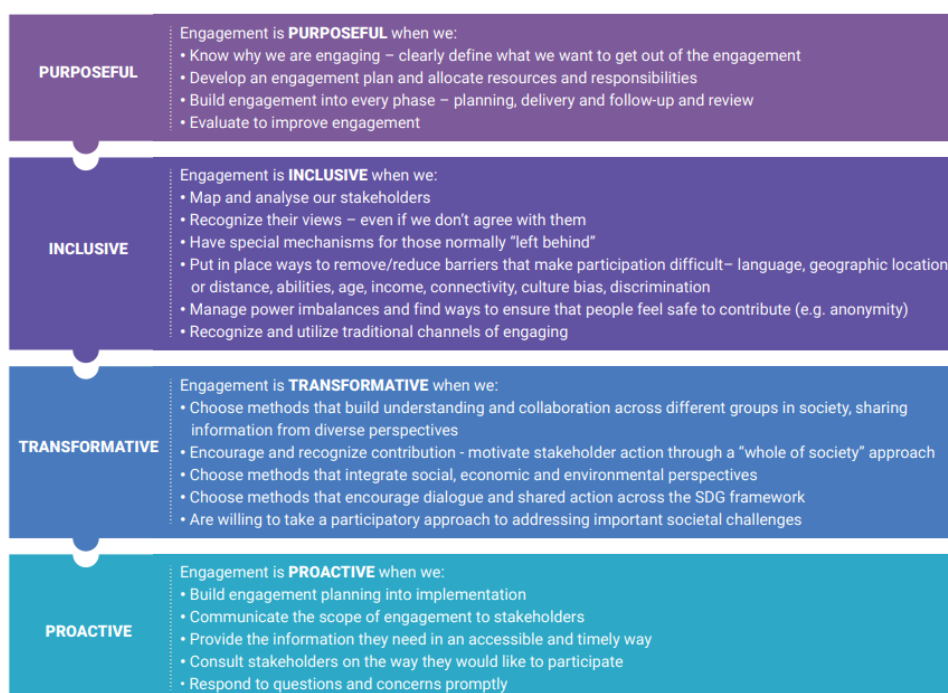 PURPOSEFUL
Engagement is PURPOSEFUL when we:
• Know why we are engaging – clearly define what we want to get out of the engagement
• Develop an engagement plan and allocate resources and responsibilities
• Build engagement into every phase – planning, delivery and follow-up and review
• Evaluate to improve engagement
INCLUSIVE
Engagement is INCLUSIVE when we:
• Map and analyse our stakeholders
• Recognize their views – even if we don't agree with them
• Have special mechanisms for those normally "left behind"
• Put in place ways to remove/reduce barriers that make participation difficult– language, geographic location
or distance, abilities, age, income, connectivity, culture bias, discrimination
• Manage power imbalances and find ways to ensure that people feel safe to contribute (e.g. anonymity)
• Recognize and utilize traditional channels of engaging
TRANSFORMATIVE
Engagement is TRANSFORMATIVE when we:
• Choose methods that build understanding and collaboration across different groups in society, sharing
information from diverse perspectives
• Encourage and recognize contribution - motivate stakeholder action through a "whole of society" approach
• Choose methods that integrate social, economic and environmental perspectives
• Choose methods that encourage dialogue and shared action across the SDG framework
• Are willing to take a participatory approach to addressing important societal challenges
PROACTIVE
Engagement is PROACTIVE when we:
• Build engagement planning into implementation
• Communicate the scope of engagement to stakeholders
• Provide the information they need in an accessible and timely way
• Consult stakeholders on the way they would like to participate
• Respond to questions and concerns promptly